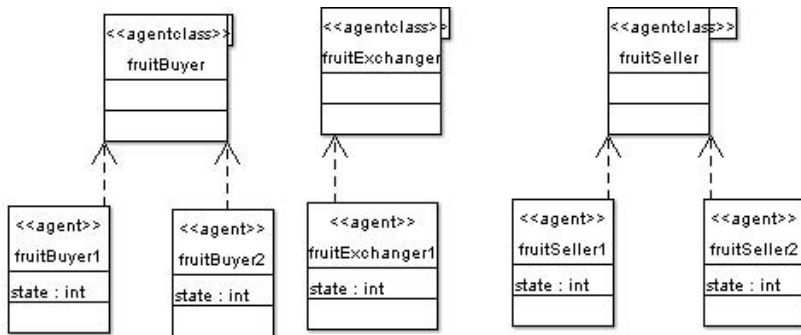 <<agentclass>>
fruitBuyer
<<agentclass>>
fruitExchanger
<<agentclass>>
fruitSeller
<<agent>>
fruitBuyer1
state : int
<<agent>>
fruitBuyer2
state : int
<<agent>>
fruitExchanger1
state : int
<<agent>>
fruitSeller1
state : int
<<agent>>
fruitSeller2
state : int